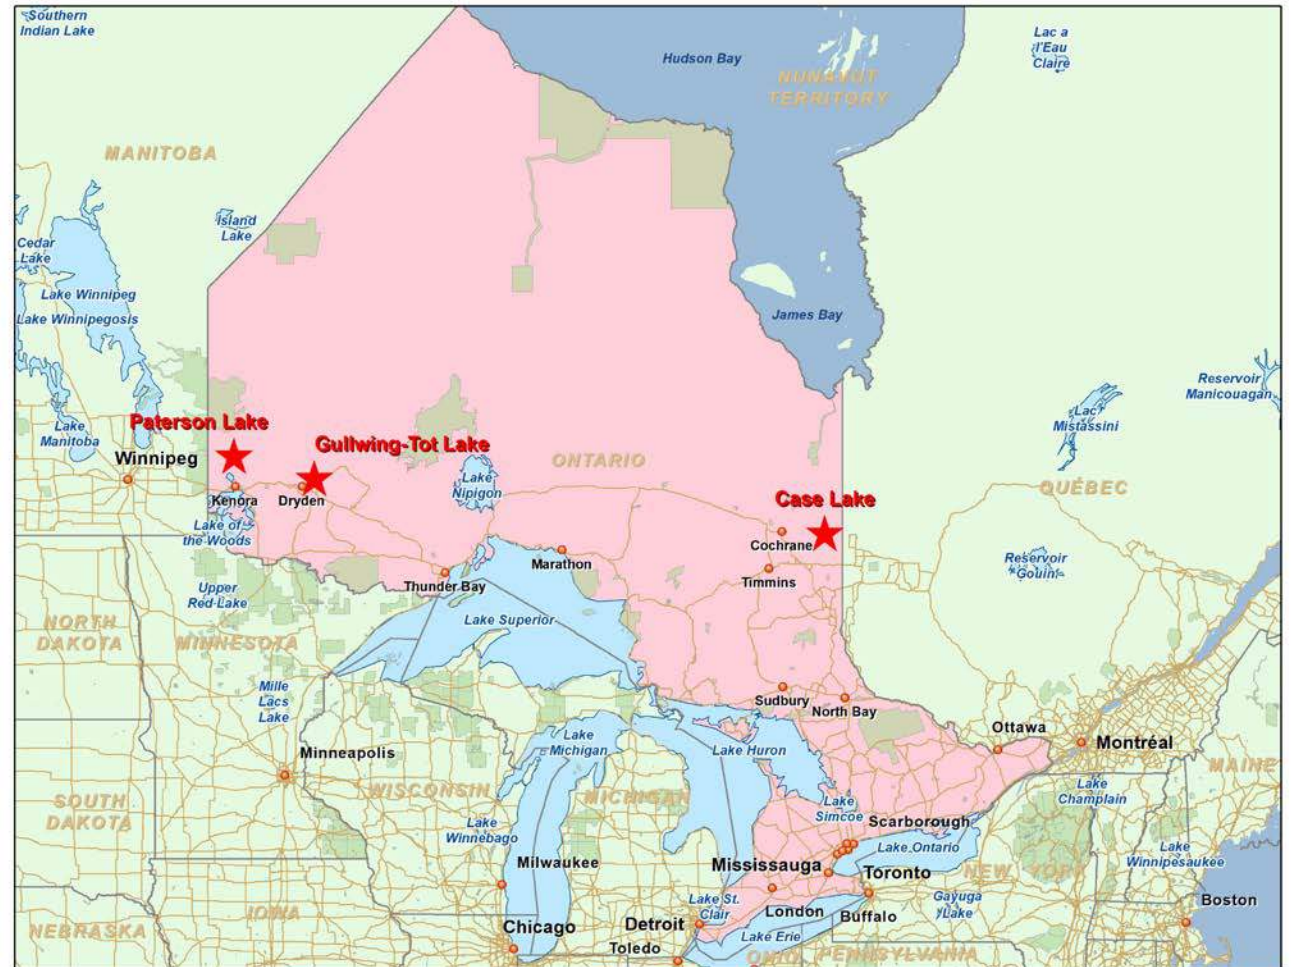 Southern
Indian Lake
Hudson Bay
Lac a
l'Eau
Claire
NUNAVUT
TERRITORY
MANITOBA
Island
Lake
Cedar
Lake
Lake Winnipeg
Lake Winnipegosis
James Bay
Reservoir
Manicouagan
Paterson Lake
Lake
Manitoba
Winnipeg
Gullwing-Tot Lake
Lac
Mistassini
ONTARIO
Lake
Nipigon
QUÉBEC
Kenora
Dryden
Case Lake
Lake of
the Woods
Cochrane
Marathon
Timmins
Reservoir
Gouin
Thunder Bay
Upper
Red Lake
Lake Superior
NORTH
DAKOTA
MINNESOTA
Mille
Lacs
Lake
Sudbury
North Bay
Ottawa
Montréal
Minneapolis
Lake
Michigan
Lake Huron
MAINE
WISCONSIN
MICHIGAN
Lake
Champlain
SOUTH
DAKOTA
Lake
Simcoe
Scarborough
Lake
Winnebago
Lake Ontario
Lake
Winnipesaukee
Milwaukee
Mississauga
Toronto
NEW YORK
Gayuga
Lake
Boston
Lake St.
Clair
London
Buffalo
IOWA
NEBRASKA
Chicago
Detroit
Lake Erie
Toledo
OHIO
PENNSYLVANIA